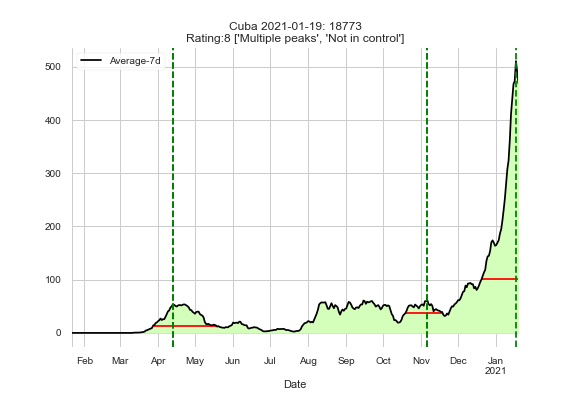 Cuba 2021-01-19: 18773
Rating:8 ['Multiple peaks', 'Not in control']
Average-7d
500
400
300
200
100
0
Feb Mar Apr May Jun Jul Aug Sep Oct Nov Dec Jan
2021
Date